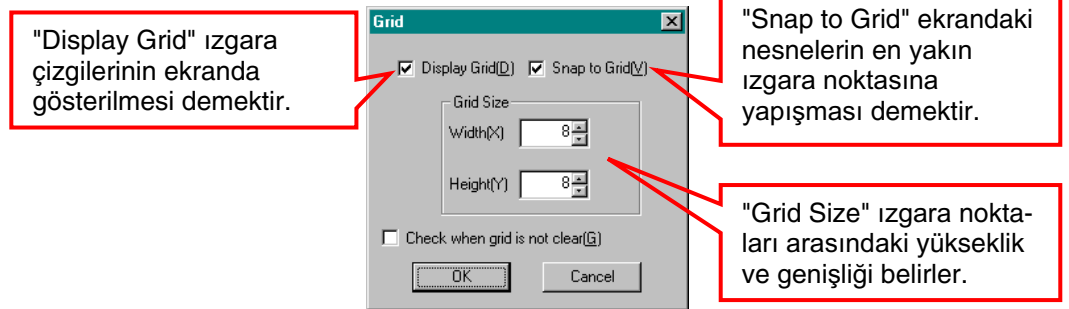 "Display Grid" ızgara
çizgilerinin ekranda
gösterilmesi demektir.
Grid
Display Grid(D) Snap to Grid(V)
Grid Size
Width(X) 8
Height(Y) 8
Check when grid is not clear(G)
OK Cancel
"Snap to Grid" ekrandaki
nesnelerin en yakın
ızgara noktasına
yapışması demektir.
"Grid Size" ızgara nokta-
ları arasındaki yükseklik
ve genişliği belirler.